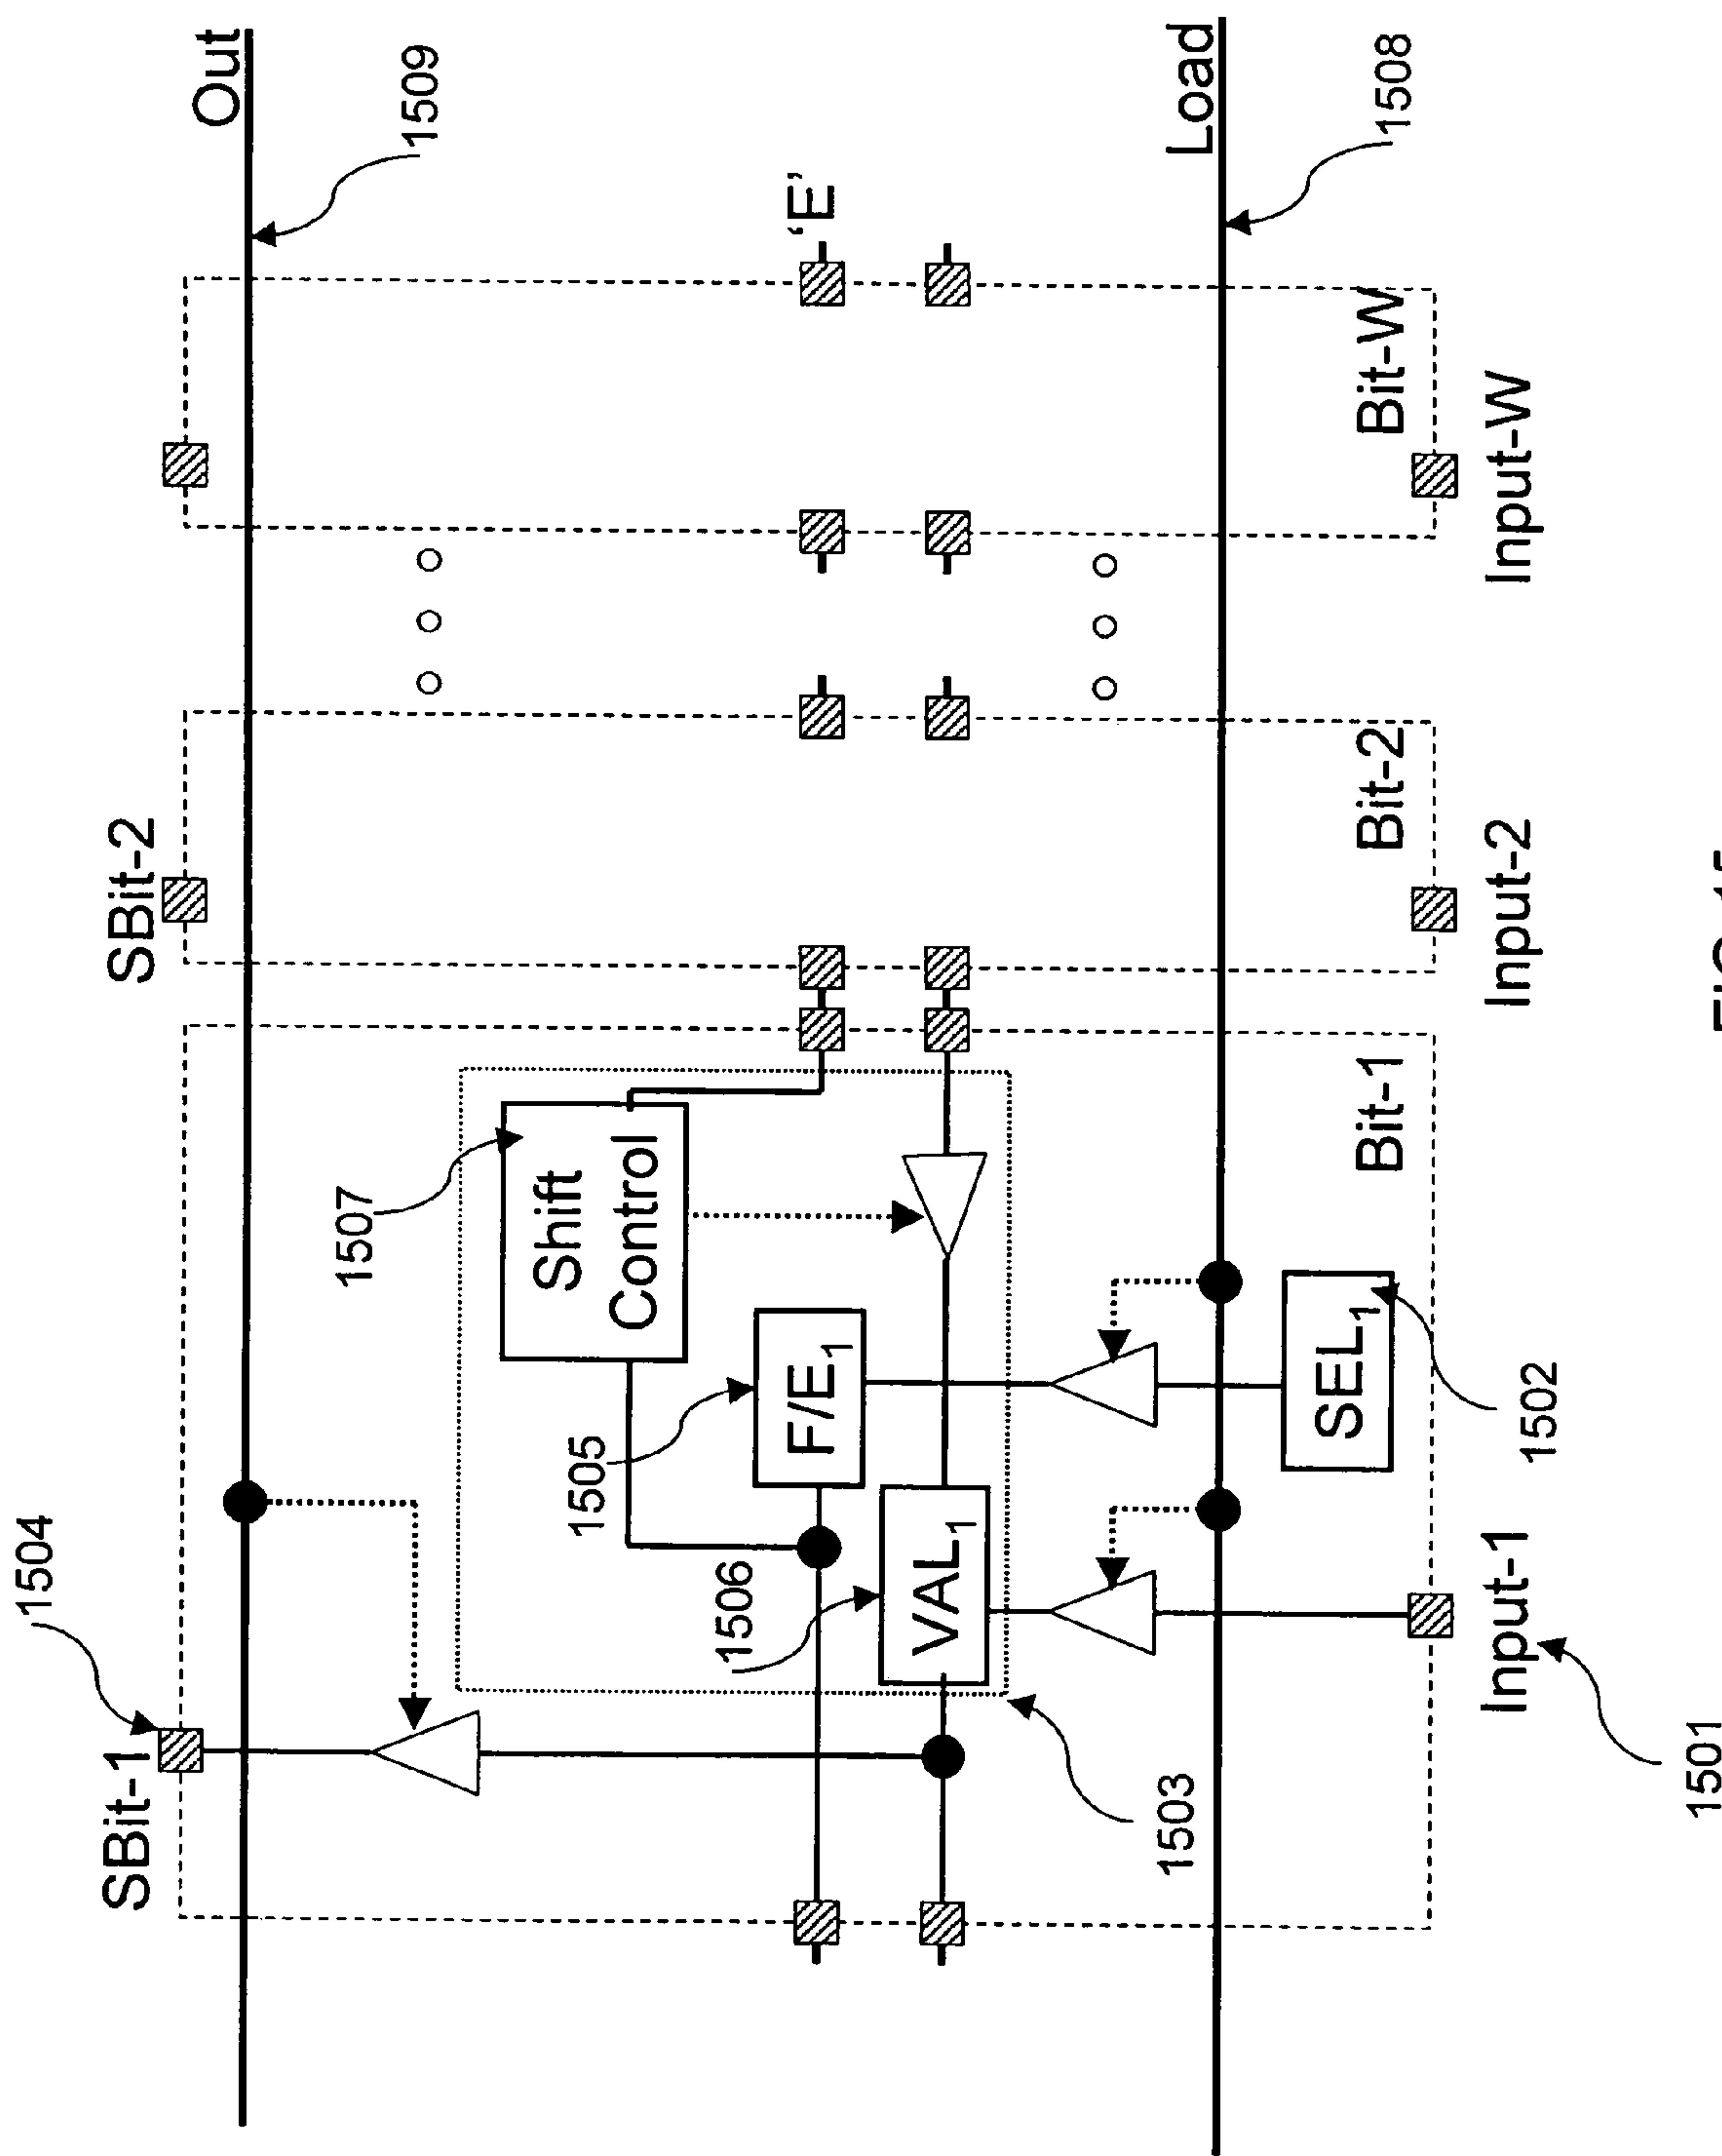 Out
1509
'E'
Load
1508
SBit-2
Bit-W
Input-W
Bit-2
Input-2
1507
Shift
Control
Bit-1
1504
SBit-1
1505
F/E1
1506
VAL1
SEL1
1502
1503
Input-1
1501